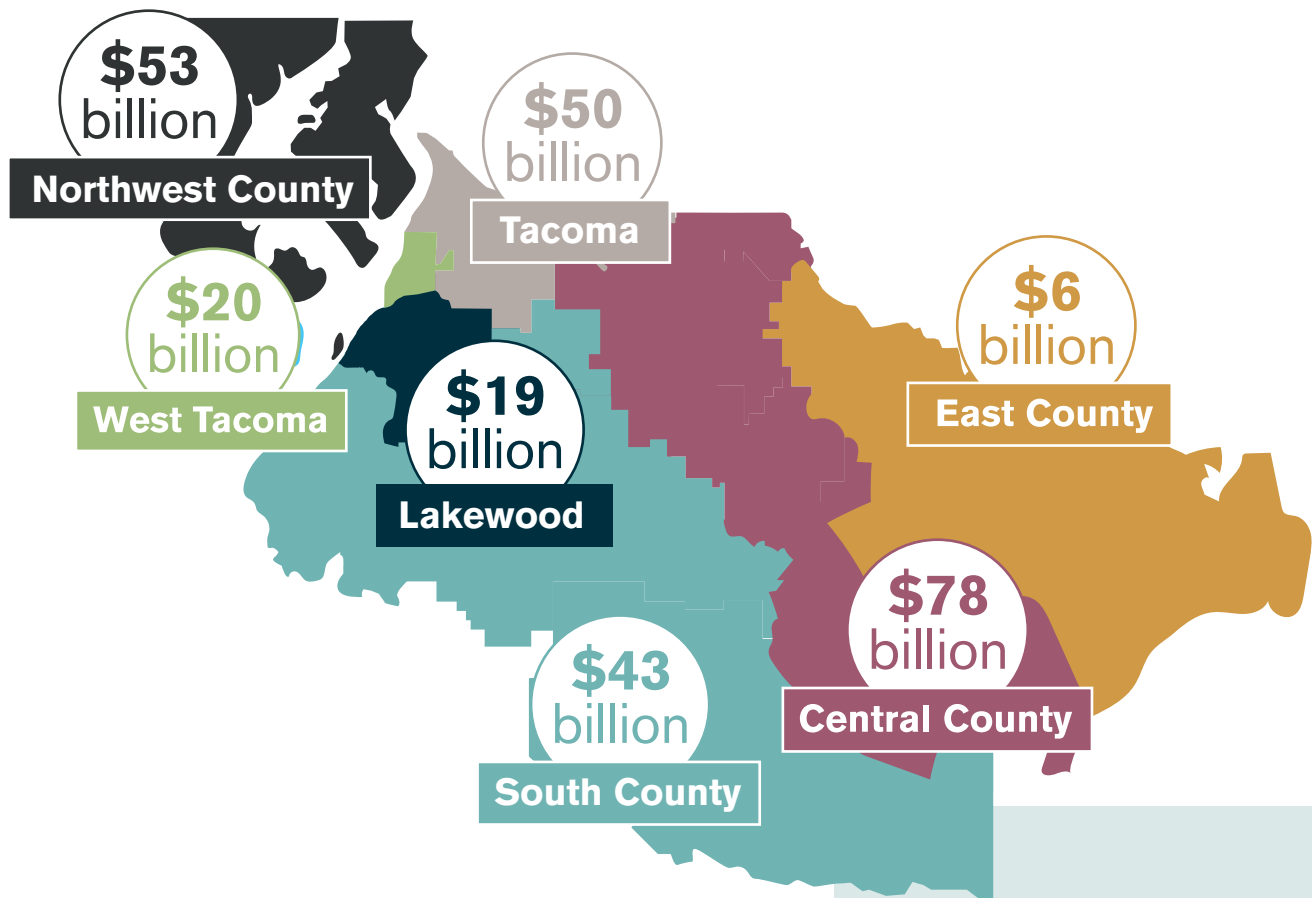 $53
billion
Northwest County
$50
billion
Tacoma
$20
billion
West Tacoma
$6
billion
East County
$19
billion
Lakewood
$78
billion
Central County
$43
billion
South County